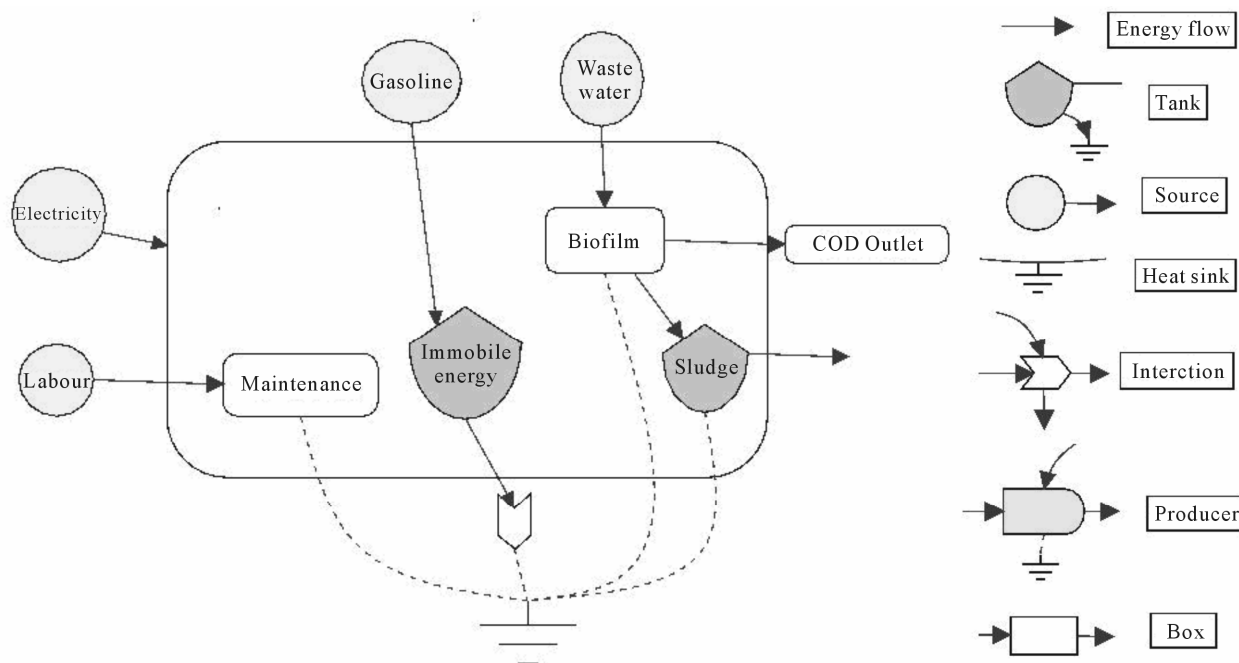 Gasoline
Waste
water
Electricity
Biofilm
COD Outlet
Immobile
energy
Sludge
Labour
Maintenance
Energy flow
Tank
Source
Heat sink
Interction
Producer
Box